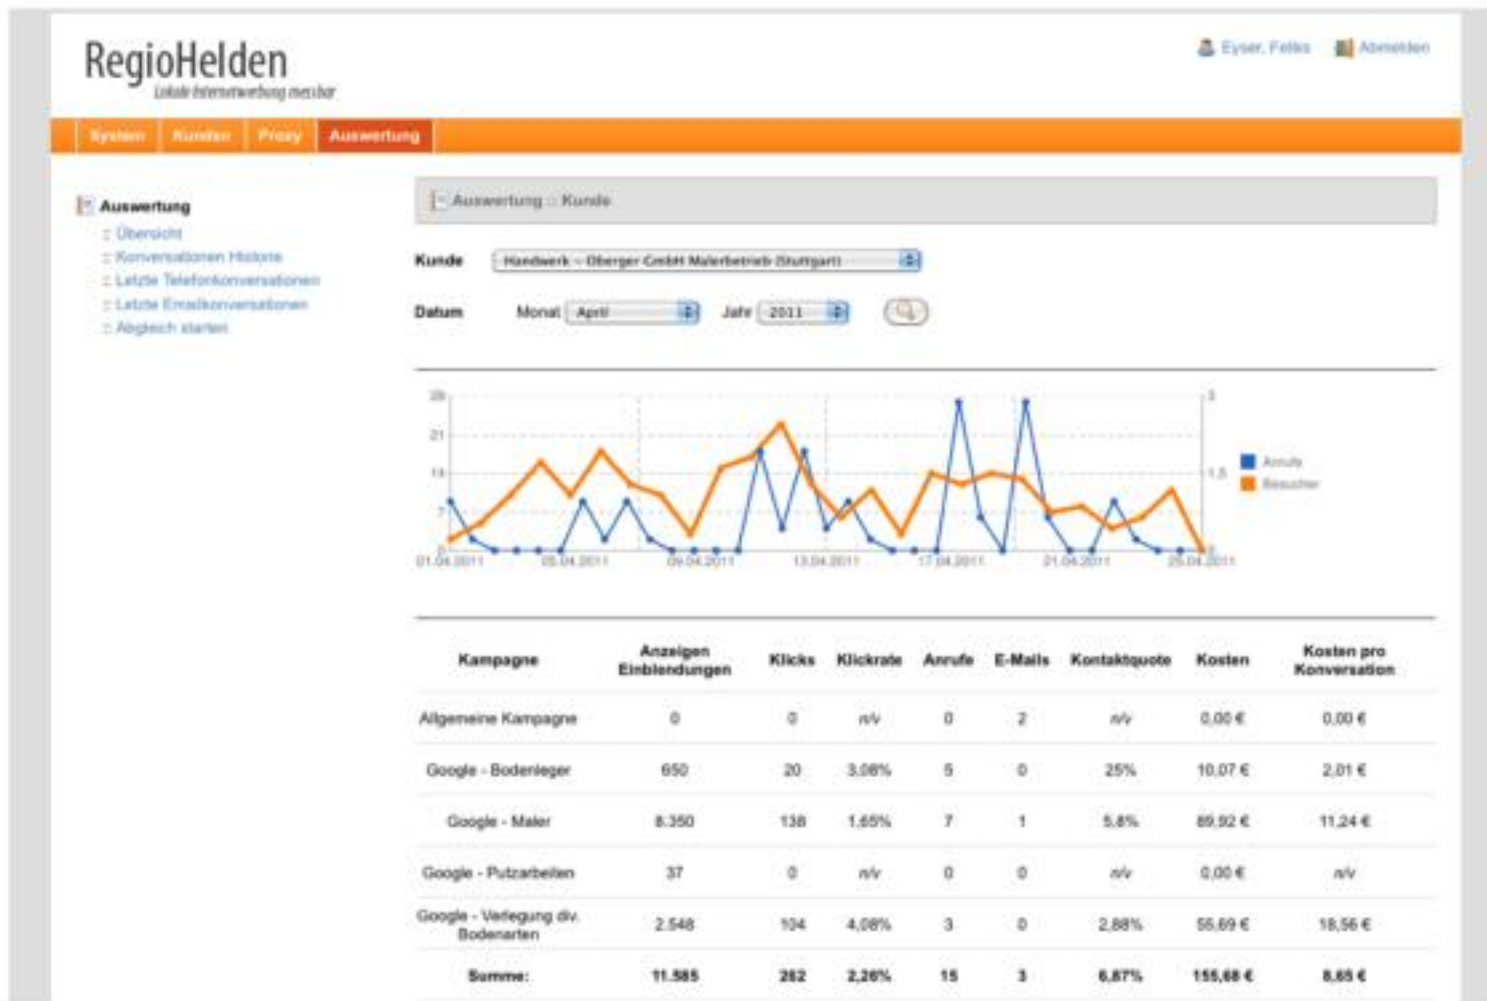 RegioHelden
Lokale Internetwerbung messbar
Eyser, Feliks Abmelden
System Kunden Proxy Auswertung
Auswertung
:: Übersicht
:: Konversationen Historie
:: Letzte Telefonkonversationen
:: Letzte Emailkonversationen
:: Abgleich starten
Auswertung :: Kunde
Kunde Handwerk - Oberger GmbH Malerbetrieb (Stuttgart)
Datum Monat April Jahr 2011
28 3
21
14 1,5
7
0 0
01.04.2011 05.04.2011 09.04.2011 13.04.2011 17.04.2011 21.04.2011 25.04.2011
Anrufe
Besucher
Kampagne Anzeigen Einblendungen Klicks Klickrate Anrufe E-Mails Kontaktquote Kosten Kosten pro Konversation
Allgemeine Kampagne 0 0 n/v 0 2 n/v 0,00 € 0,00 €
Google - Bodenleger 650 20 3.08% 5 0 25% 10,07 € 2,01 €
Google - Maler 8.350 138 1,65% 7 1 5,8% 89,92 € 11,24 €
Google - Putzarbeiten 37 0 n/v 0 0 n/v 0,00 € n/v
Google - Verlegung div. Bodenarten 2.548 104 4,08% 3 0 2,88% 55,69 € 18,56 €
Summe: 11.585 262 2,26% 15 3 6,87% 155,68 € 8,65 €